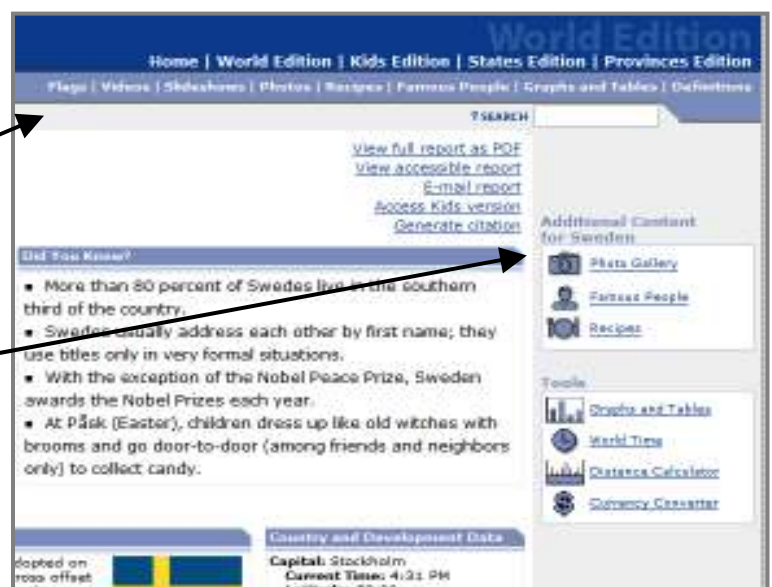 World Edition
Home | World Edition | Kids Edition | States Edition | Provinces Edition
Flags | Videos | Slideshows | Photos | Recipes | Famous People | Graphs and Tables | Definitions
? SEARCH
View full report as PDF
View accessible report
E-mail report
Access Kids version
Generate citation
Additional Content
for Sweden
Photo Gallery
Famous People
Recipes
Did You Know?
▪ More than 80 percent of Swedes live in the southern
third of the country.
▪ Swedes usually address each other by first name; they
use titles only in very formal situations.
▪ With the exception of the Nobel Peace Prize, Sweden
awards the Nobel Prizes each year.
▪ At Påsk (Easter), children dress up like old witches with
brooms and go door-to-door (among friends and neighbors
only) to collect candy.
Tools
Graphs and Tables
World Time
Distance Calculator
Currency Converter
Country and Development Data
dopted on
ross offset
Capital: Stockholm
Current Time: 4:31 PM